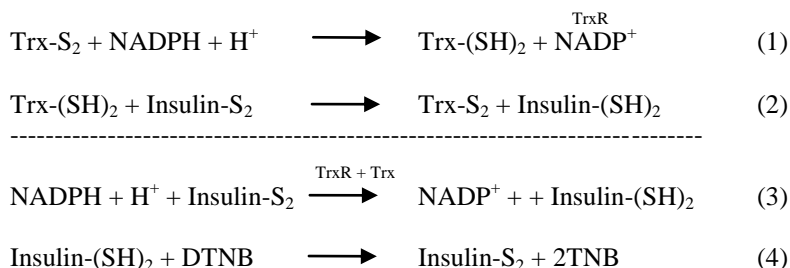 TrxR
Trx-S₂ + NADPH + H⁺ ⟶ Trx-(SH)₂ + NADP⁺ (1)
Trx-(SH)₂ + Insulin-S₂ ⟶ Trx-S₂ + Insulin-(SH)₂ (2)
--------------------------------------------------------------------------------
TrxR + Trx
NADPH + H⁺ + Insulin-S₂ ⟶ NADP⁺ + + Insulin-(SH)₂ (3)
Insulin-(SH)₂ + DTNB ⟶ Insulin-S₂ + 2TNB (4)